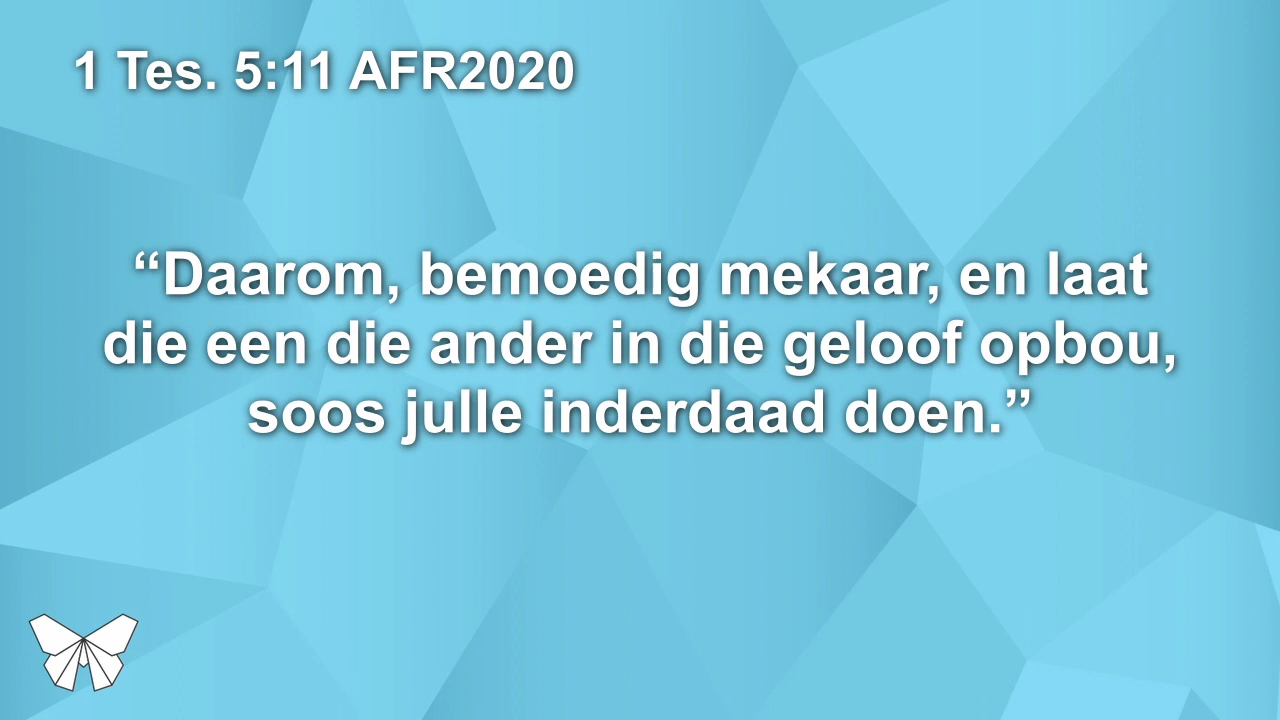 1 Tes. 5:11 AFR2020
“Daarom, bemoedig mekaar, en laat
die een die ander in die geloof opbou,
soos julle inderdaad doen.”